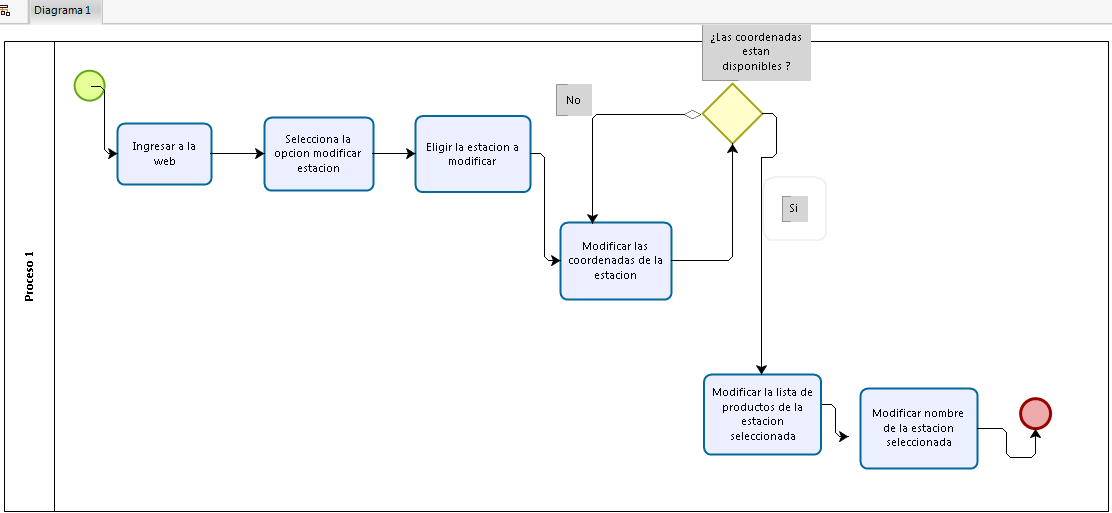 Diagrama 1
¿Las coordenadas
estan
disponibles ?
No
Ingresar a la
web
Selecciona la
opcion modificar
estacion
Eligir la estacion a
modificar
Si
Modificar las
coordenadas de la
estacion
Proceso 1
Modificar la lista de
productos de la
estacion
seleccionada
Modificar nombre
de la estacion
seleccionada